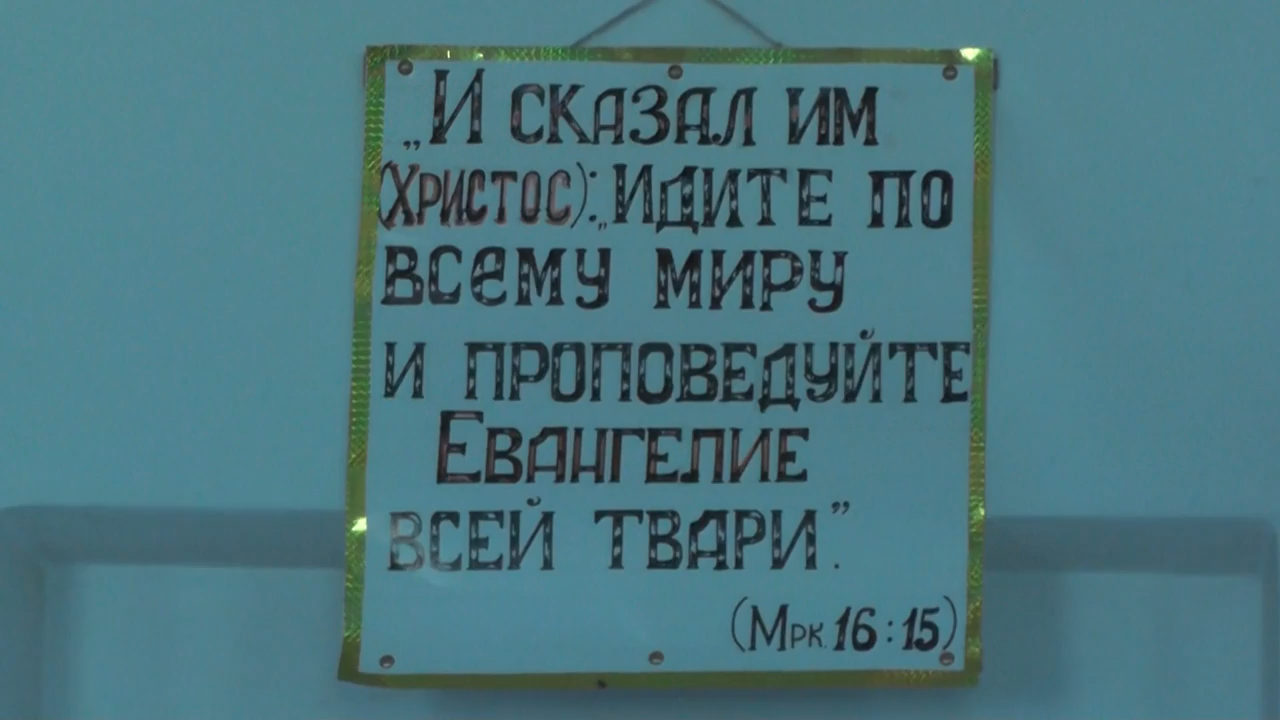 „И СКАЗАЛ ИМ
(ХРИСТОС): „ИДИТЕ ПО
ВСЕМУ МИРУ
И ПРОПОВЕДУЙТЕ
ЕВАНГЕЛИЕ
ВСЕЙ ТВАРИ.”
(МРК. 16:15)